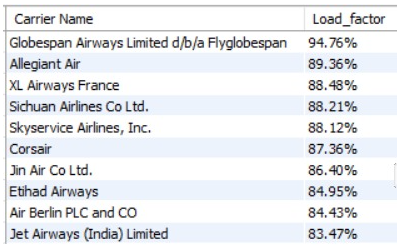 Carrier Name Load_factor
Globespan Airways Limited d/b/a Flyglobespan 94.76%
Allegiant Air 89.36%
XL Airways France 88.48%
Sichuan Airlines Co Ltd. 88.21%
Skyservice Airlines, Inc. 88.12%
Corsair 87.36%
Jin Air Co Ltd. 86.40%
Etihad Airways 84.95%
Air Berlin PLC and CO 84.43%
Jet Airways (India) Limited 83.47%